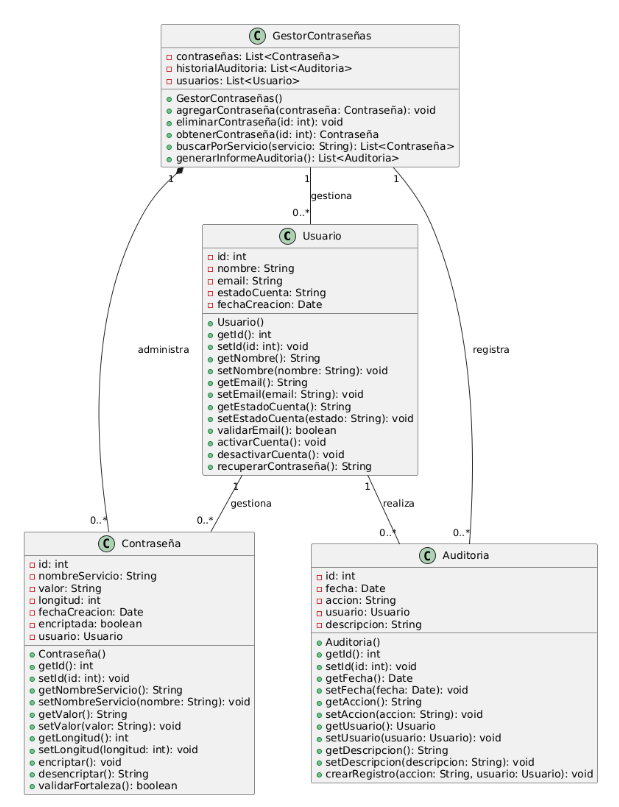 C GestorContraseñas
contraseñas: List<Contraseña>
historialAuditoria: List<Auditoria>
usuarios: List<Usuario>
GestorContraseñas()
agregarContraseña(contraseña: Contraseña): void
eliminarContraseña(id: int): void
obtenerContraseña(id: int): Contraseña
buscarPorServicio(servicio: String): List<Contraseña>
generarInformeAuditoria(): List<Auditoria>
1
1
1
gestiona
0..*
C Usuario
id: int
nombre: String
email: String
estadoCuenta: String
fechaCreacion: Date
Usuario()
getId(): int
setId(id: int): void
getNombre(): String
setNombre(nombre: String): void
getEmail(): String
setEmail(email: String): void
getEstadoCuenta(): String
setEstadoCuenta(estado: String): void
validarEmail(): boolean
activarCuenta(): void
desactivarCuenta(): void
recuperarContraseña(): String
administra
registra
1
1
gestiona
realiza
0..*
0..*
0..*
0..*
C Contraseña
id: int
nombreServicio: String
valor: String
longitud: int
fechaCreacion: Date
encriptada: boolean
usuario: Usuario
Contraseña()
getId(): int
setId(id: int): void
getNombreServicio(): String
setNombreServicio(nombre: String): void
getValor(): String
setValor(valor: String): void
getLongitud(): int
setLongitud(longitud: int): void
encriptar(): void
desencriptar(): String
validarFortaleza(): boolean
C Auditoria
id: int
fecha: Date
accion: String
usuario: Usuario
descripcion: String
Auditoria()
getId(): int
setId(id: int): void
getFecha(): Date
setFecha(fecha: Date): void
getAccion(): String
setAccion(accion: String): void
getUsuario(): Usuario
setUsuario(usuario: Usuario): void
getDescripcion(): String
setDescripcion(descripcion: String): void
crearRegistro(accion: String, usuario: Usuario): void